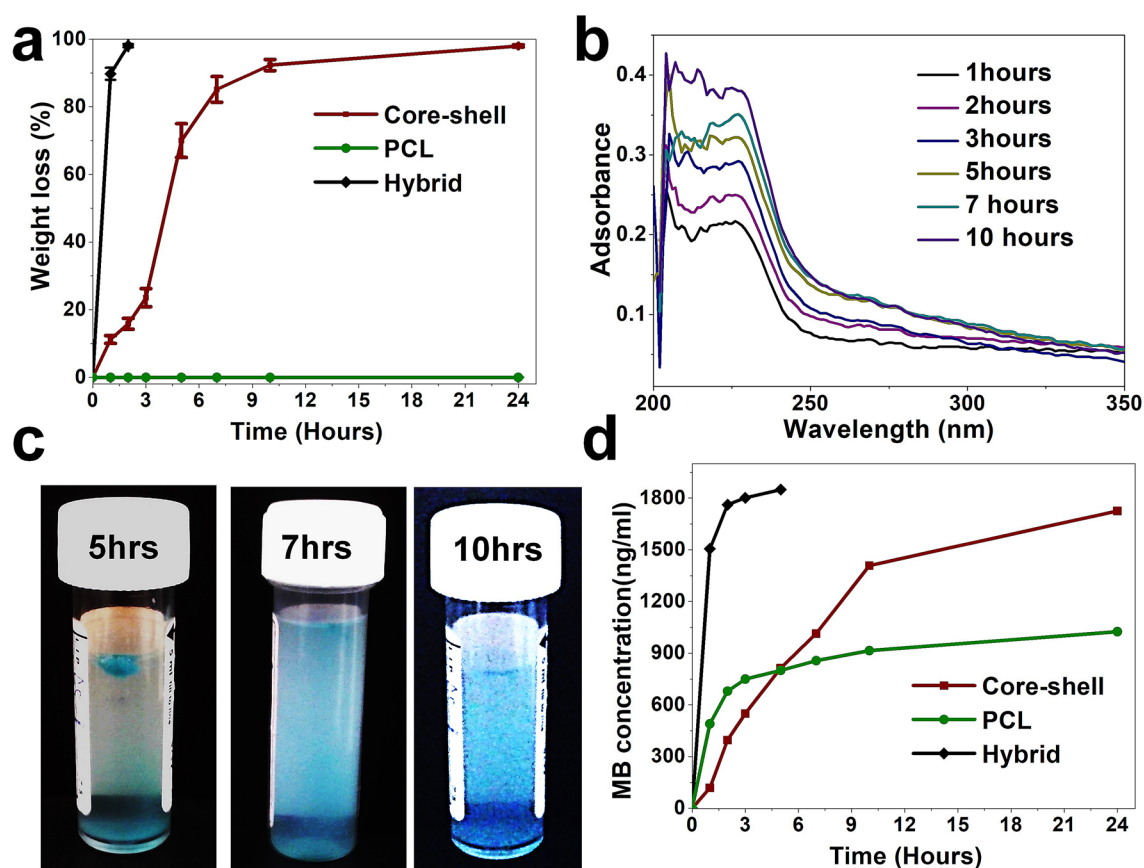 a
100
80
60
40
20
0
Weight loss (%)
Core-shell
PCL
Hybrid
0 3 6 9 12 15 18 21 24
Time (Hours)
b
0.4
0.3
0.2
0.1
Adsorbance
1hours
2hours
3hours
5hours
7 hours
10 hours
200 250 300 350
Wavelength (nm)
c
5hrs
7hrs
10hrs
d
1800
1500
1200
900
600
300
0
MB concentration(ng/ml)
Core-shell
PCL
Hybrid
0 3 6 9 12 15 18 21 24
Time (Hours)